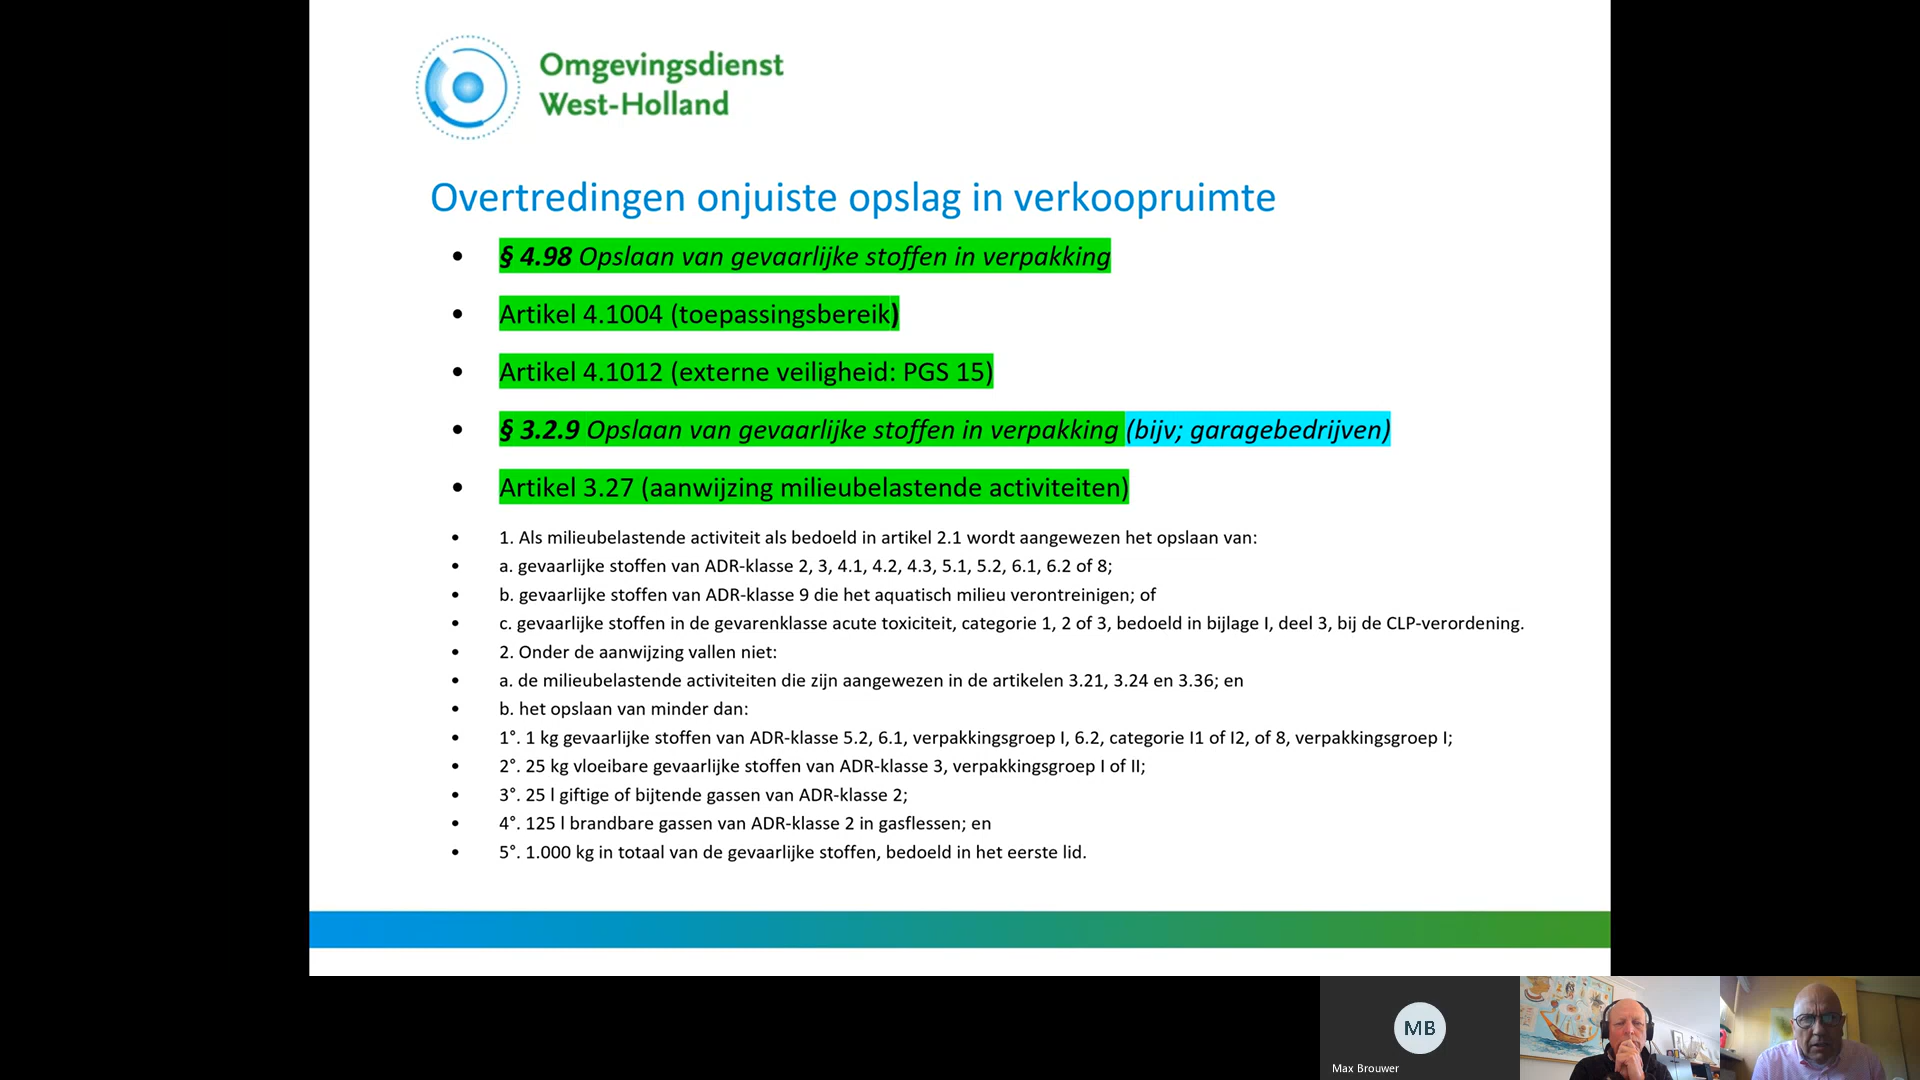 Omgevingsdienst
West-Holland
Overtredingen onjuiste opslag in verkoopruimte
• § 4.98 Opslaan van gevaarlijke stoffen in verpakking
• Artikel 4.1004 (toepassingsbereik)
• Artikel 4.1012 (externe veiligheid: PGS 15)
• § 3.2.9 Opslaan van gevaarlijke stoffen in verpakking (bijv; garagebedrijven)
• Artikel 3.27 (aanwijzing milieubelastende activiteiten)
• 1. Als milieubelastende activiteit als bedoeld in artikel 2.1 wordt aangewezen het opslaan van:
• a. gevaarlijke stoffen van ADR-klasse 2, 3, 4.1, 4.2, 4.3, 5.1, 5.2, 6.1, 6.2 of 8;
• b. gevaarlijke stoffen van ADR-klasse 9 die het aquatisch milieu verontreinigen; of
• c. gevaarlijke stoffen in de gevarenklasse acute toxiciteit, categorie 1, 2 of 3, bedoeld in bijlage I, deel 3, bij de CLP-verordening.
• 2. Onder de aanwijzing vallen niet:
• a. de milieubelastende activiteiten die zijn aangewezen in de artikelen 3.21, 3.24 en 3.36; en
• b. het opslaan van minder dan:
• 1°. 1 kg gevaarlijke stoffen van ADR-klasse 5.2, 6.1, verpakkingsgroep I, 6.2, categorie I1 of I2, of 8, verpakkingsgroep I;
• 2°. 25 kg vloeibare gevaarlijke stoffen van ADR-klasse 3, verpakkingsgroep I of II;
• 3°. 25 l giftige of bijtende gassen van ADR-klasse 2;
• 4°. 125 l brandbare gassen van ADR-klasse 2 in gasflessen; en
• 5°. 1.000 kg in totaal van de gevaarlijke stoffen, bedoeld in het eerste lid.
MB
Max Brouwer